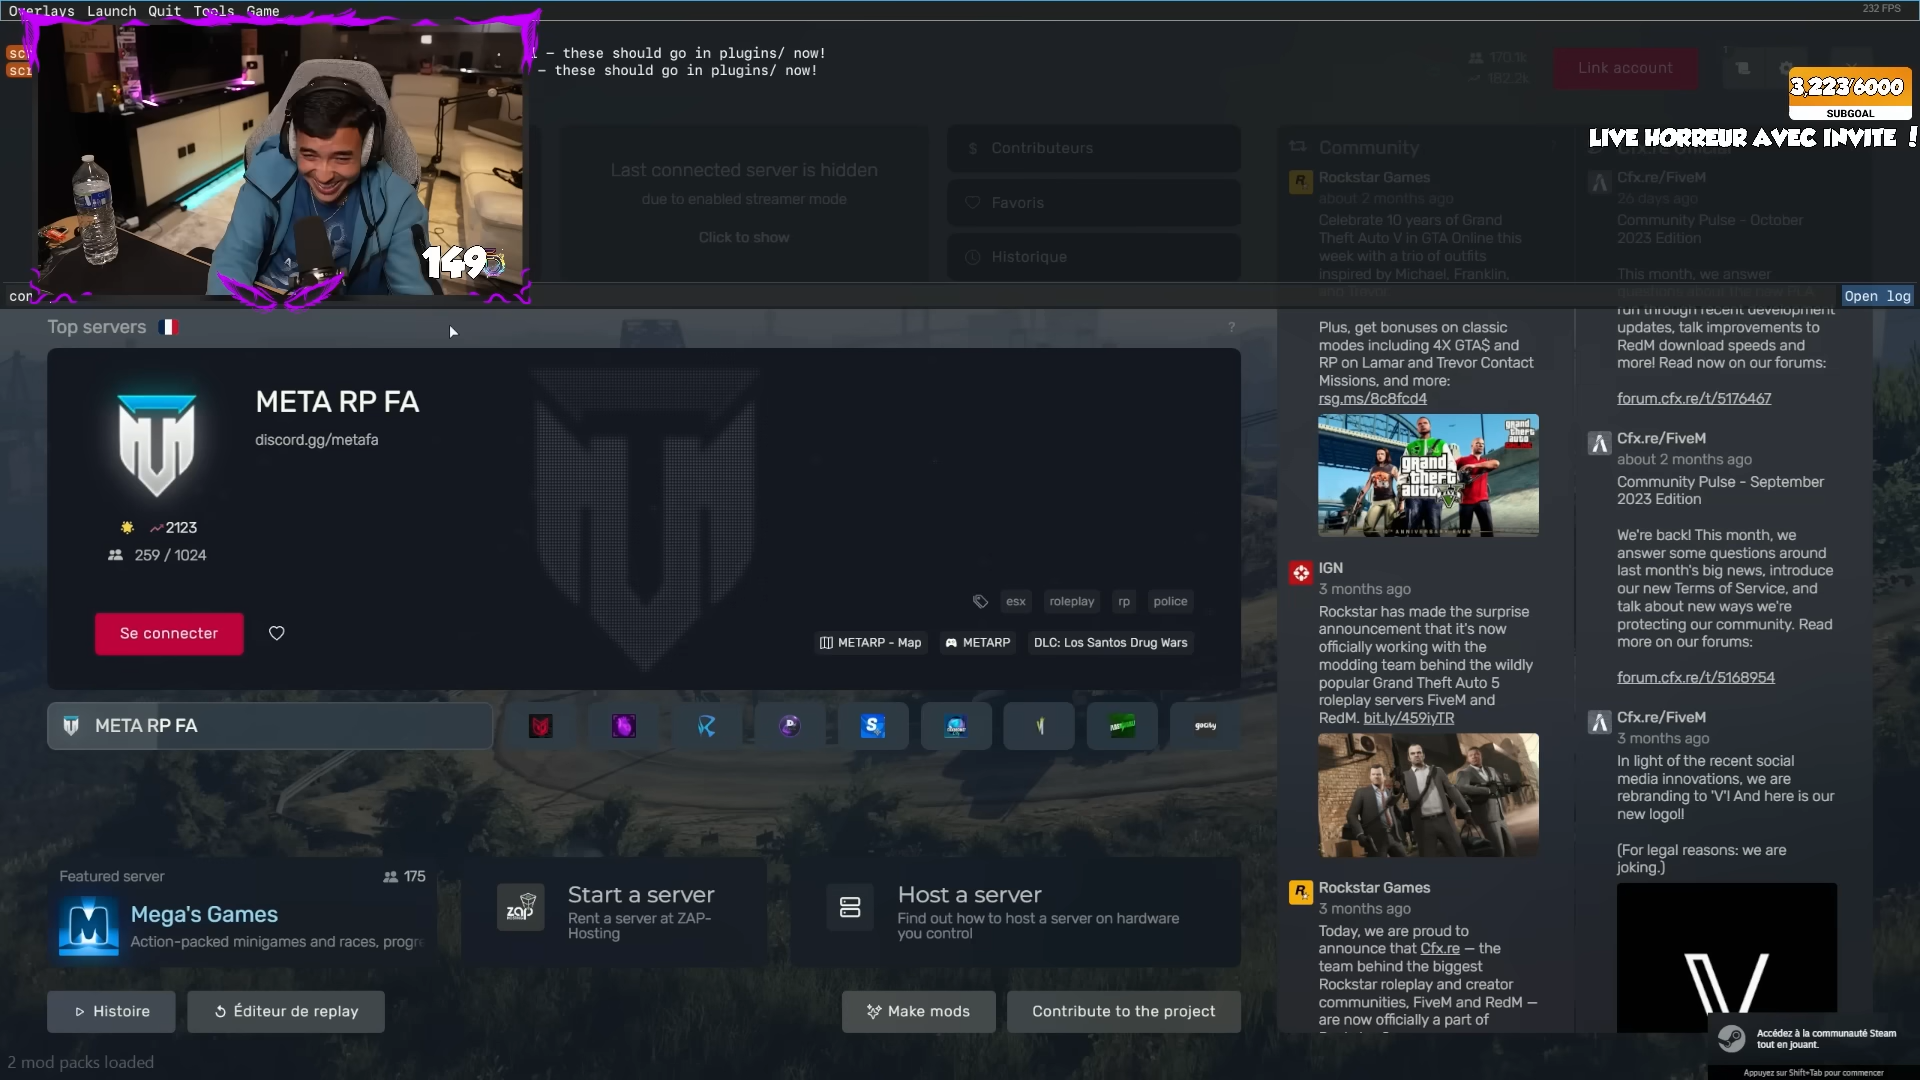 Overlays Launch Quit Tools Game
232 FPS
— these should go in plugins/ now!
— these should go in plugins/ now!
170.1k
182.2k
Link account
3,223/6000
SUBGOAL
LIVE HORREUR AVEC INVITE !
149
Open log
Last connected server is hidden
due to enabled streamer mode
Click to show
Contributeurs
Favoris
Historique
Community
Rockstar Games
about 2 months ago
Celebrate 10 years of Grand
Theft Auto V in GTA Online this
week with a trio of outfits
inspired by Michael, Franklin,
and Trevor.
Plus, get bonuses on classic
modes including 4X GTA$ and
RP on Lamar and Trevor Contact
Missions, and more:
rsg.ms/8c8fcd4
grand
theft
auto V
IGN
3 months ago
Rockstar has made the surprise
announcement that it's now
officially working with the
modding team behind the wildly
popular Grand Theft Auto 5
roleplay servers FiveM and
RedM. bit.ly/459iyTR
Rockstar Games
3 months ago
Today, we are proud to
announce that Cfx.re — the
team behind the biggest
Rockstar roleplay and creator
communities, FiveM and RedM —
are now officially a part of
Cfx.re/FiveM
26 days ago
Community Pulse - October
2023 Edition
This month, we answer
run through recent development
updates, talk improvements to
RedM download speeds and
more! Read now on our forums:
forum.cfx.re/t/5176467
Cfx.re/FiveM
about 2 months ago
Community Pulse - September
2023 Edition
We're back! This month, we
answer some questions around
last month's big news, introduce
our new Terms of Service, and
talk about new ways we're
protecting our community. Read
more on our forums:
forum.cfx.re/t/5168954
Cfx.re/FiveM
3 months ago
In light of the recent social
media innovations, we are
rebranding to 'V'! And here is our
new logo!!
(For legal reasons: we are
joking.)
Top servers
?
META RP FA
discord.gg/metafa
2123
259 / 1024
Se connecter
esx roleplay rp police
METARP - Map METARP DLC: Los Santos Drug Wars
META RP FA
gocity
Featured server
175
Mega's Games
Action-packed minigames and races, progre
zap
Start a server
Rent a server at ZAP-
Hosting
Host a server
Find out how to host a server on hardware
you control
Histoire
Éditeur de replay
Make mods
Contribute to the project
2 mod packs loaded
Accédez à la communauté Steam
tout en jouant.
Appuyez sur Shift+Tab pour commencer